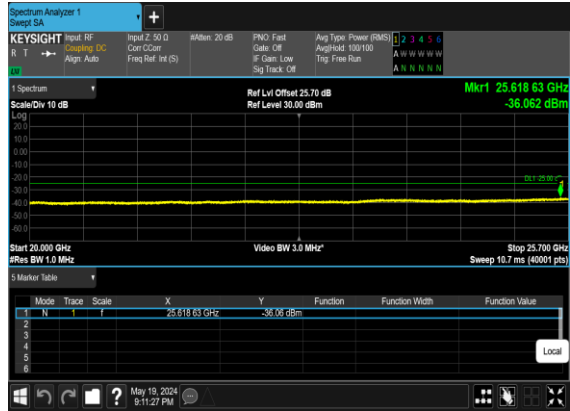 Spectrum Analyzer 1
Swept SA
+
KEYSIGHT Input: RF Input Z: 50 Ω #Atten: 20 dB PNO: Fast Avg Type: Power (RMS) 1 2 3 4 5 6
R T Coupling: DC Corr CCorr Gate: Off Avg|Hold: 100/100 A W W W W W
Align: Auto Freq Ref: Int (S) IF Gain: Low Trig: Free Run
LXI Sig Track: Off A N N N N N
1 Spectrum Ref Lvl Offset 25.70 dB Mkr1 25.618 63 GHz
Scale/Div 10 dB Ref Level 30.00 dBm -36.062 dBm
Log
20.0
10.0
0.00
-10.0
-20.0
DL1 -25.00
-30.0
-40.0
-50.0
-60.0
Start 20.000 GHz Video BW 3.0 MHz* Stop 25.700 GHz
#Res BW 1.0 MHz Sweep 10.7 ms (40001 pts)
5 Marker Table
Mode Trace Scale X Y Function Function Width Function Value
1 N 1 f 25.618 63 GHz -36.06 dBm
2
3
4
5
6
Local
? May 19, 2024
9:11:27 PM